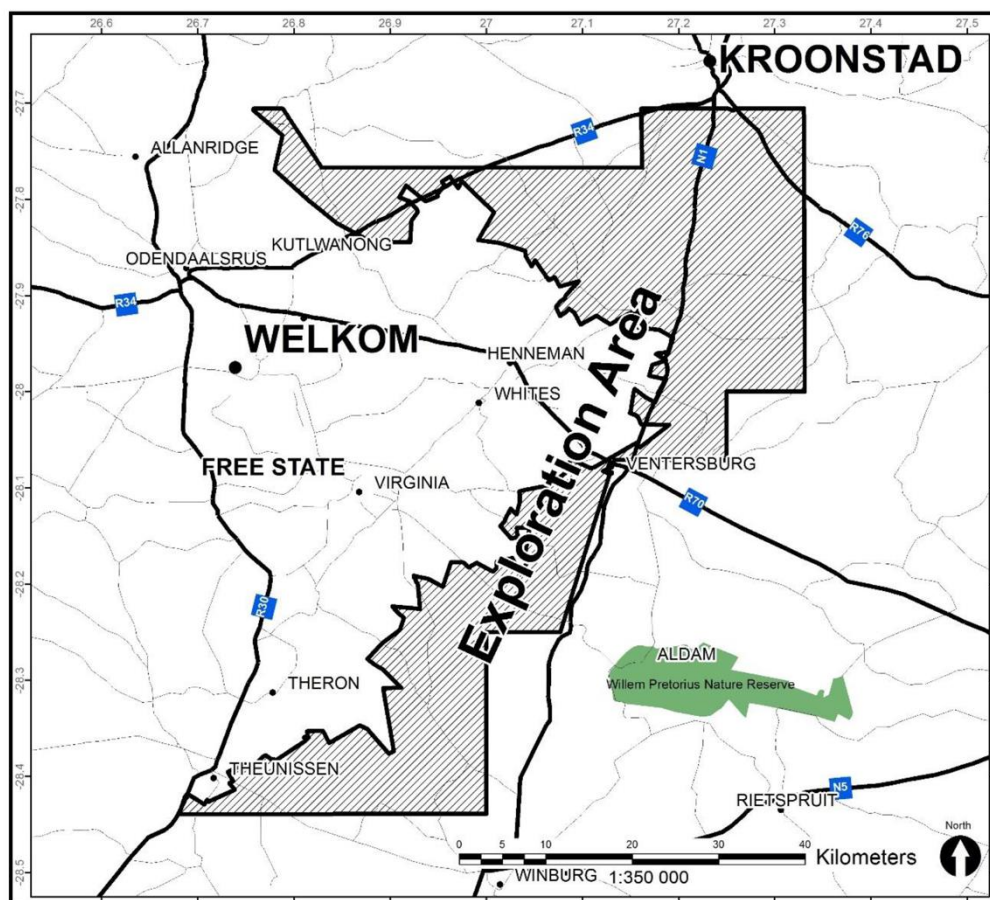 26.6 26.7 26.8 26.9 27 27.1 27.2 27.3 27.4 27.5
KROONSTAD
27.7
R34
ALLANRIDGE
N1
27.8
R76
KUTLWANONG
ODENDAALSRUS
27.9
R34
WELKOM
HENNEMAN
28
WHITES
Exploration Area
FREE STATE
VENTERSBURG
VIRGINIA
28.1
R70
28.2
R30
ALDAM
28.3
THERON
Willem Pretorius Nature Reserve
THEUNISSEN
28.4
N5
RIETSPRUIT
North
0 5 10 20 30 40
Kilometers
28.5
WINBURG
1:350 000